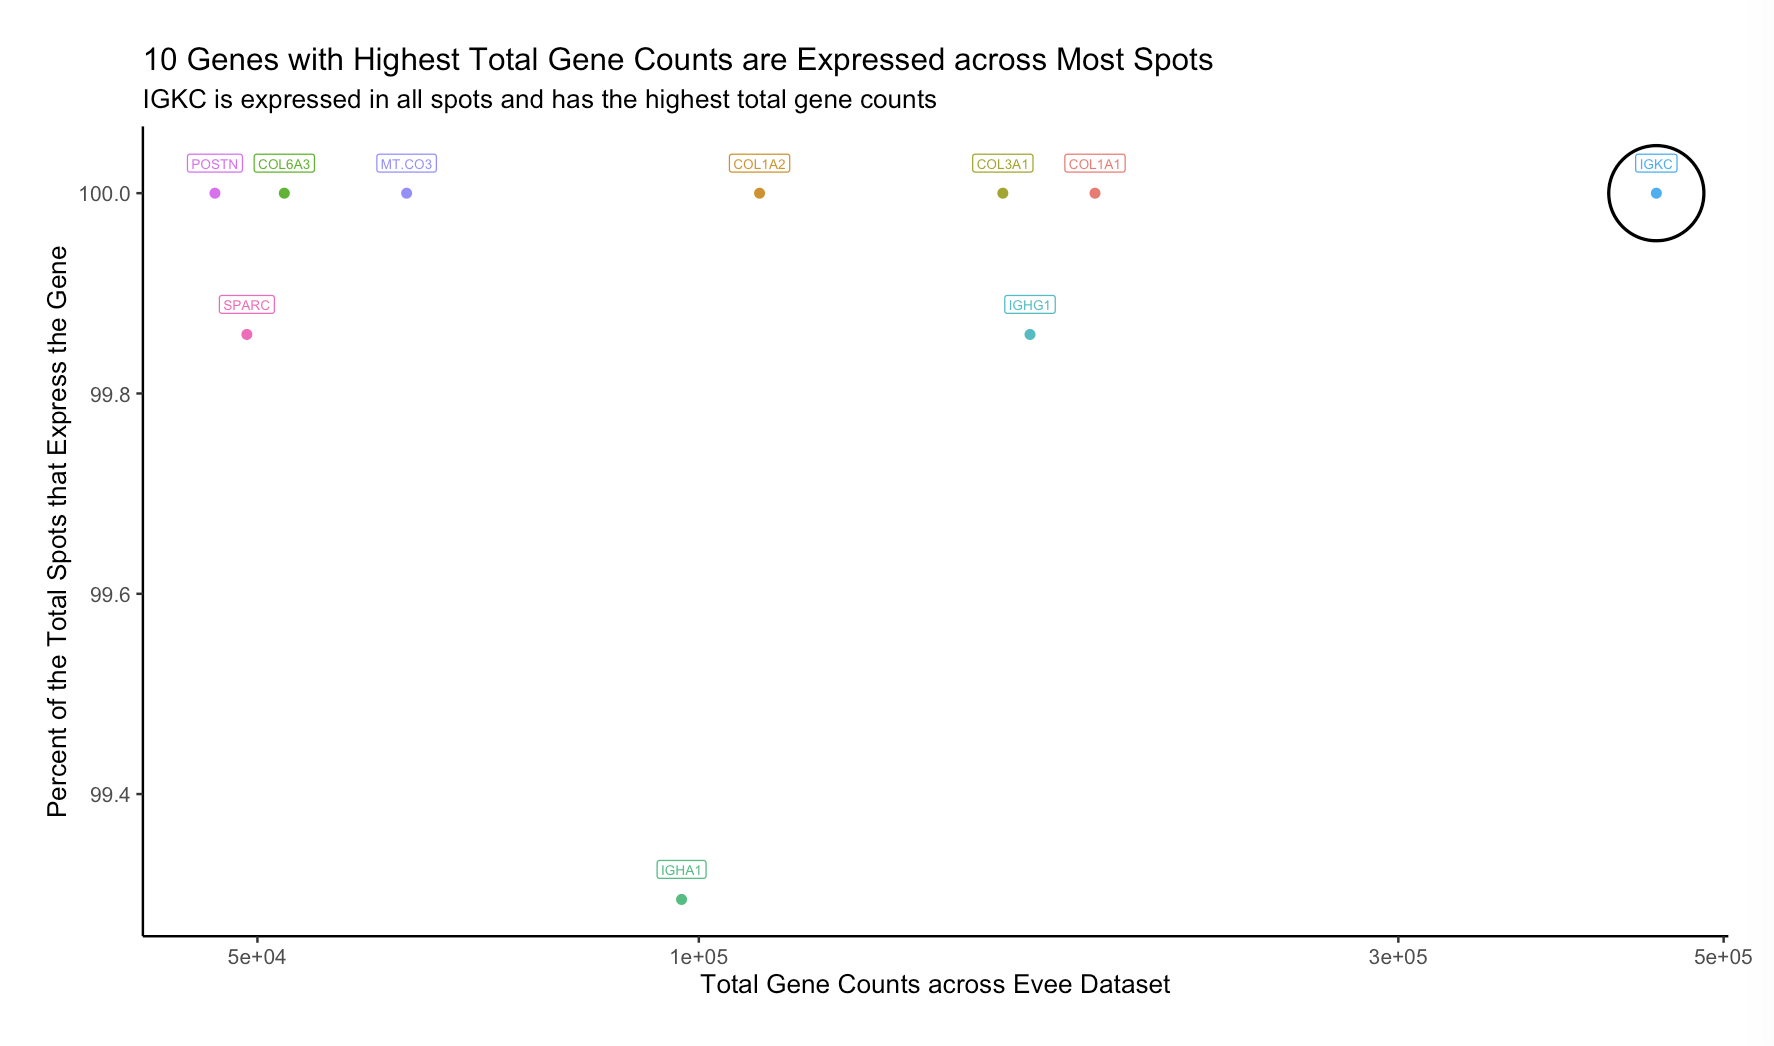 10 Genes with Highest Total Gene Counts are Expressed across Most Spots
IGKC is expressed in all spots and has the highest total gene counts
POSTN
COL6A3
MT.CO3
COL1A2
COL3A1
COL1A1
IGKC
SPARC
IGHG1
IGHA1
Percent of the Total Spots that Express the Gene
100.0
99.8
99.6
99.4
5e+04
1e+05
3e+05
5e+05
Total Gene Counts across Evee Dataset